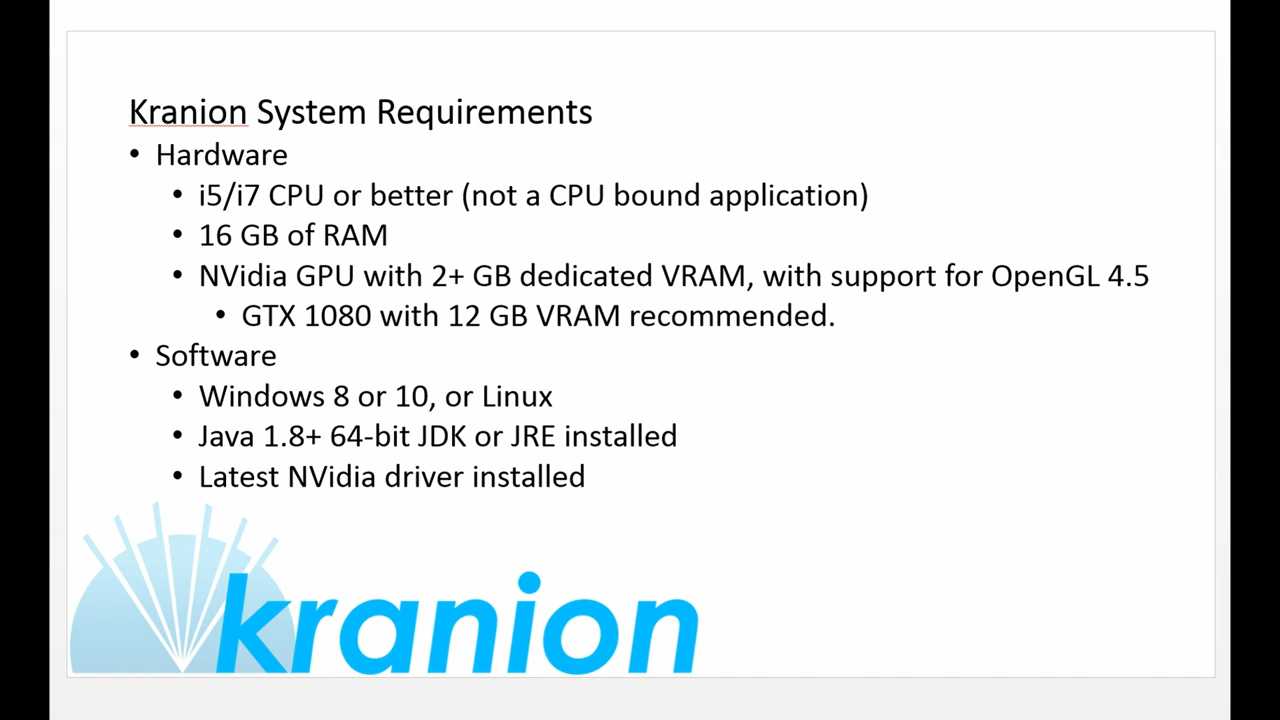 Kranion System Requirements
• Hardware
• i5/i7 CPU or better (not a CPU bound application)
• 16 GB of RAM
• NVidia GPU with 2+ GB dedicated VRAM, with support for OpenGL 4.5
• GTX 1080 with 12 GB VRAM recommended.
• Software
• Windows 8 or 10, or Linux
• Java 1.8+ 64-bit JDK or JRE installed
• Latest NVidia driver installed
kranion